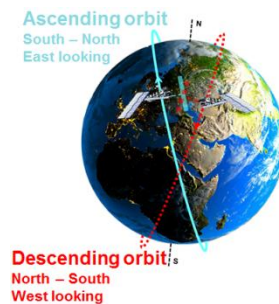 Ascending orbit
South – North
East looking
N
Descending orbit
S
North – South
West looking